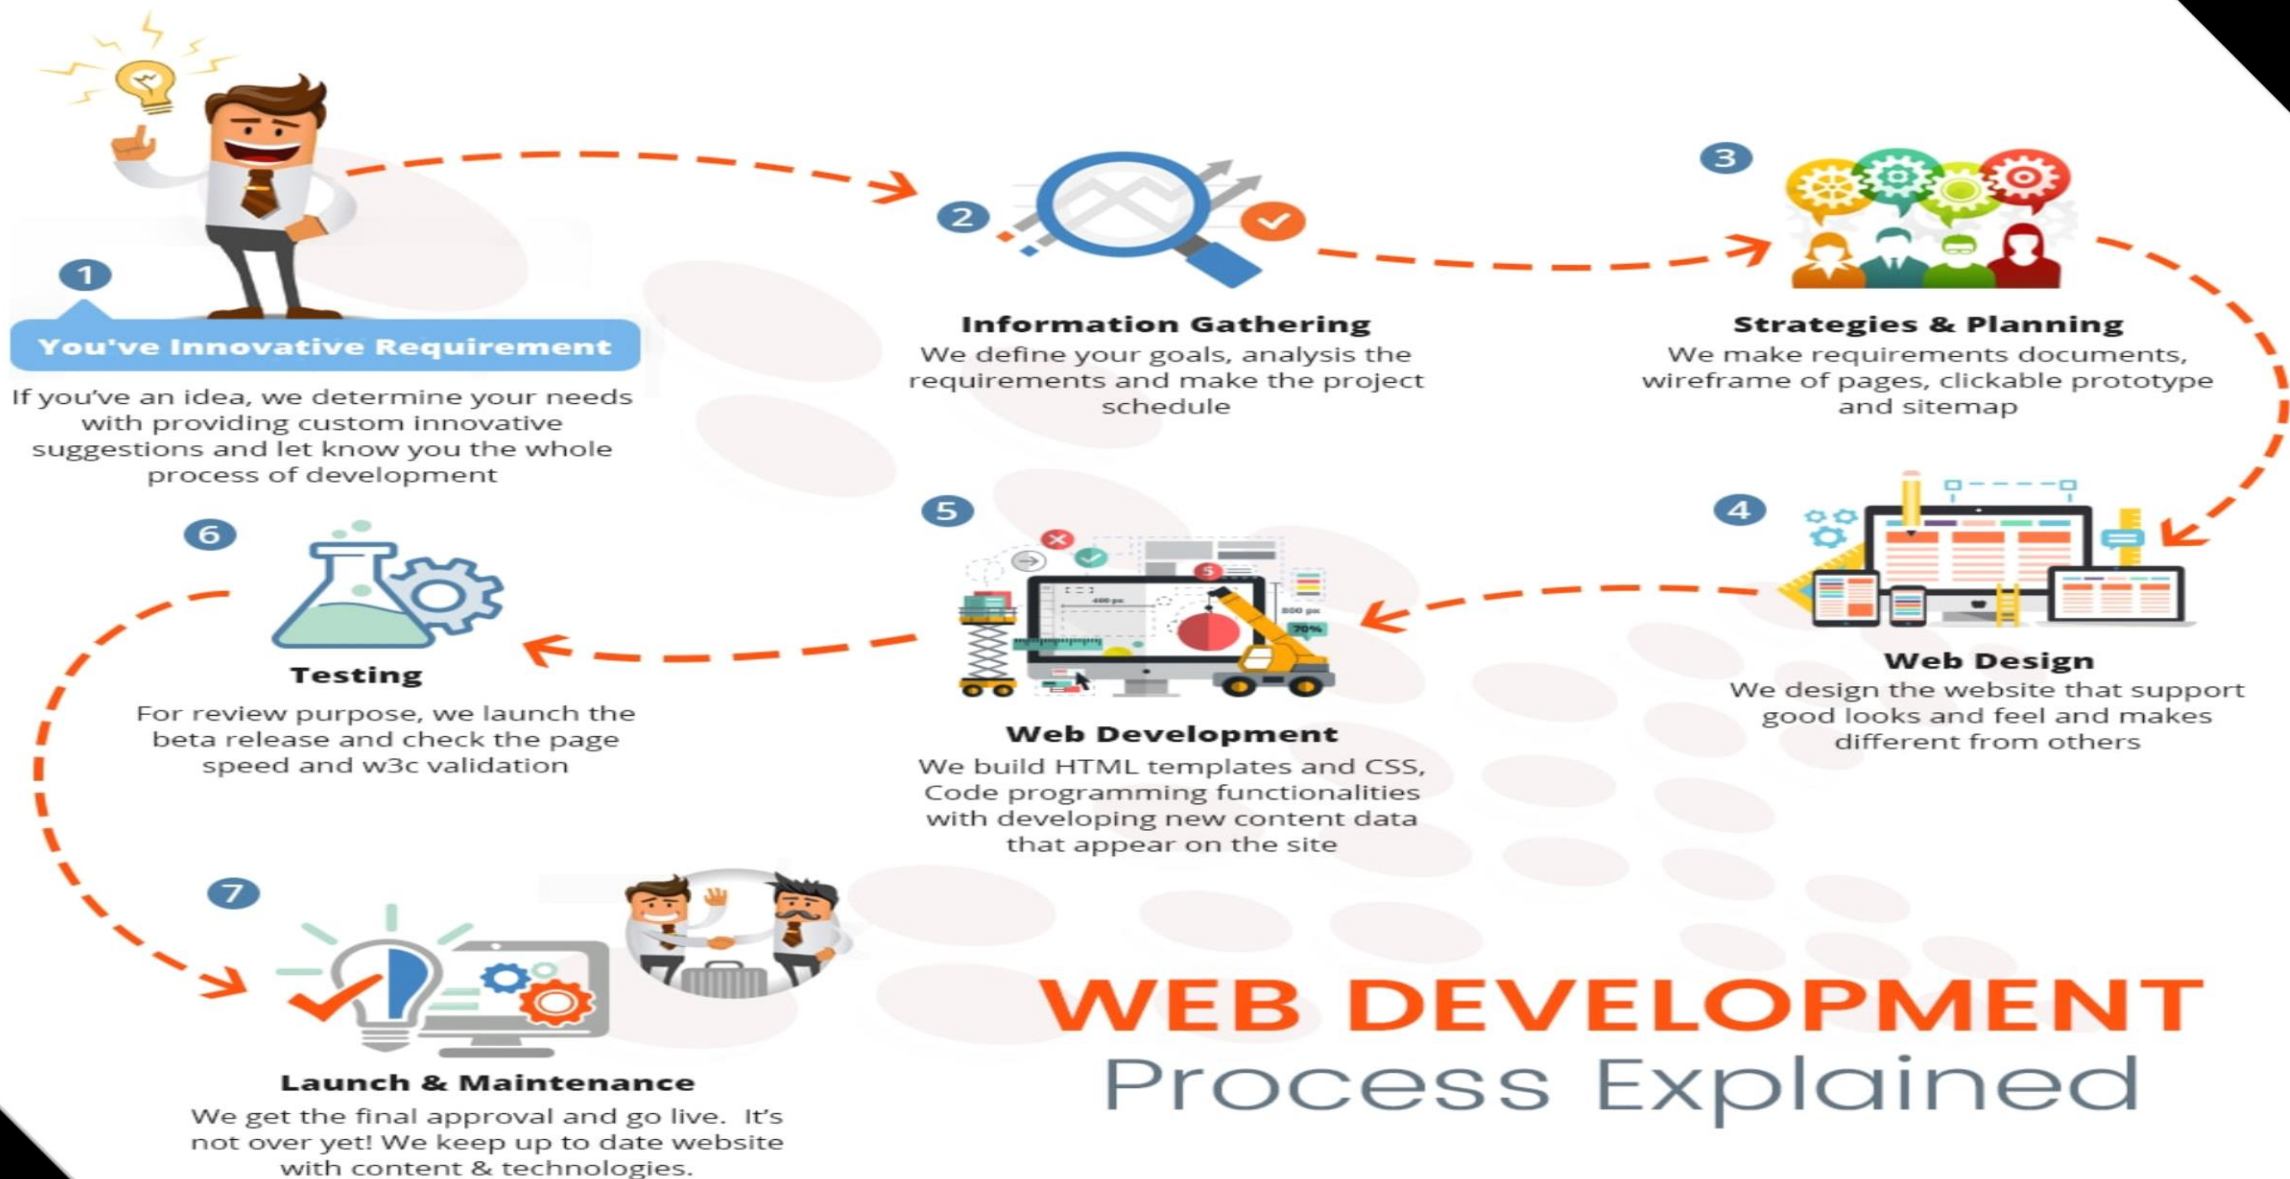 1
You've Innovative Requirement
If you’ve an idea, we determine your needs
with providing custom innovative
suggestions and let know you the whole
process of development
2
Information Gathering
We define your goals, analysis the
requirements and make the project
schedule
3
Strategies & Planning
We make requirements documents,
wireframe of pages, clickable prototype
and sitemap
4
Web Design
We design the website that support
good looks and feel and makes
different from others
5
$
400 px
800 px
70%
Web Development
We build HTML templates and CSS,
Code programming functionalities
with developing new content data
that appear on the site
6
Testing
For review purpose, we launch the
beta release and check the page
speed and w3c validation
7
Launch & Maintenance
We get the final approval and go live. It’s
not over yet! We keep up to date website
with content & technologies.
WEB DEVELOPMENT
Process Explained